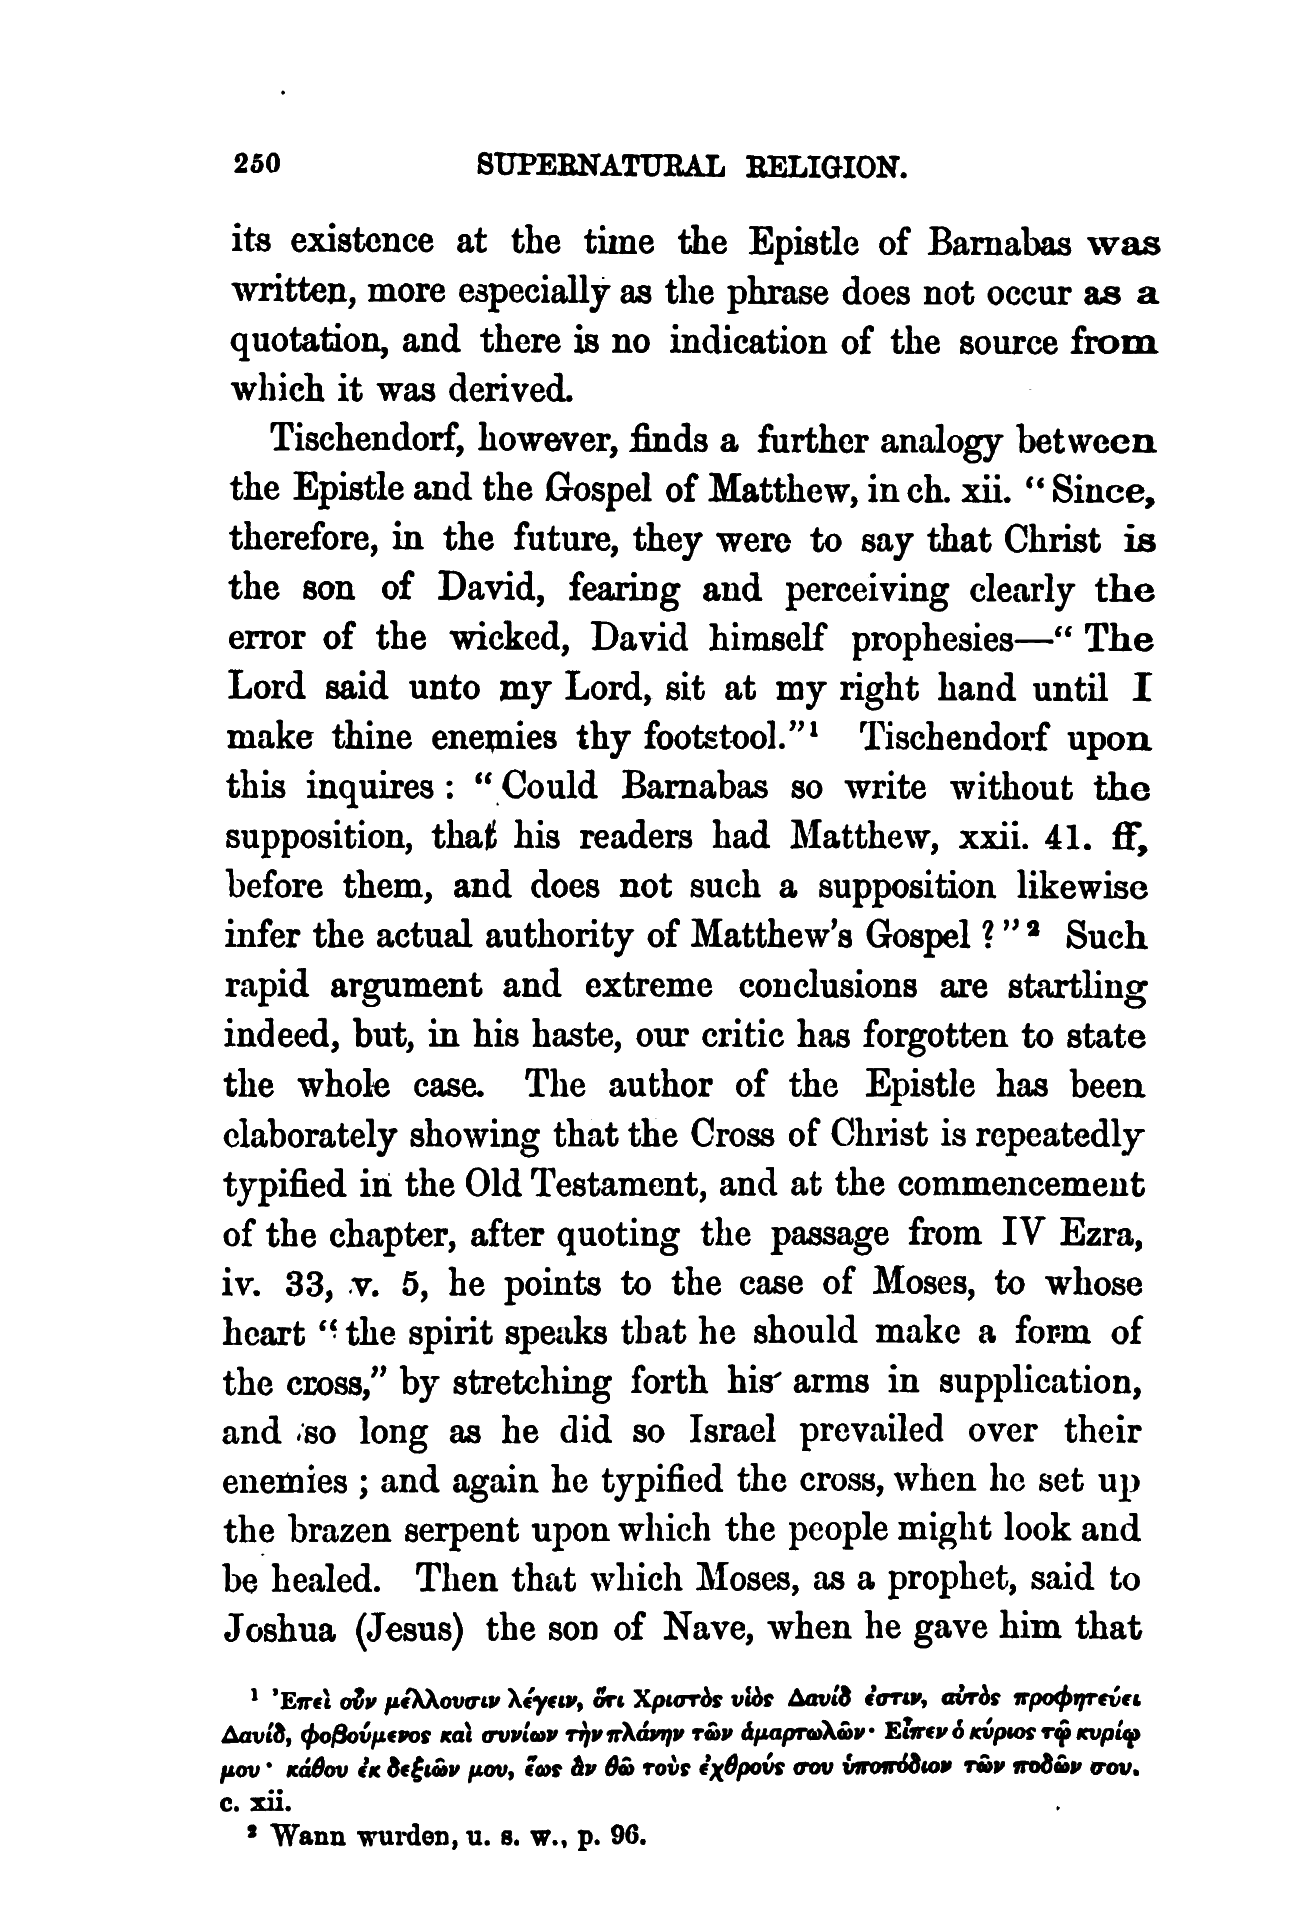 250 SUPERNATURAL RELIGION.
its existence at the time the Epistle of Barnabas was
written, more especially as the phrase does not occur as a
quotation, and there is no indication of the source from
which it was derived.
Tischendorf, however, finds a further analogy between
the Epistle and the Gospel of Matthew, in ch. xii. “Since,
therefore, in the future, they were to say that Christ is
the son of David, fearing and perceiving clearly the
error of the wicked, David himself prophesies—“The
Lord said unto my Lord, sit at my right hand until I
make thine enemies thy footstool.”¹ Tischendorf upon
this inquires : “Could Barnabas so write without the
supposition, that his readers had Matthew, xxii. 41. ff,
before them, and does not such a supposition likewise
infer the actual authority of Matthew’s Gospel ?”² Such
rapid argument and extreme conclusions are startling
indeed, but, in his haste, our critic has forgotten to state
the whole case. The author of the Epistle has been
elaborately showing that the Cross of Christ is repeatedly
typified in the Old Testament, and at the commencement
of the chapter, after quoting the passage from IV Ezra,
iv. 33, v. 5, he points to the case of Moses, to whose
heart “the spirit speaks that he should make a form of
the cross,” by stretching forth his arms in supplication,
and so long as he did so Israel prevailed over their
enemies ; and again he typified the cross, when he set up
the brazen serpent upon which the people might look and
be healed. Then that which Moses, as a prophet, said to
Joshua (Jesus) the son of Nave, when he gave him that
¹ Ἐπεὶ οὖν μέλλουσιν λέγειν, ὅτι Χριστὸς υἱὸς Δαυίδ ἐστιν, αὐτὸς προφητεύει
Δαυίδ, φοβούμενος καὶ συνίων τὴν πλάνην τῶν ἁμαρτωλῶν· Εἶπεν ὁ κύριος τῷ κυρίῳ
μου· κάθου ἐκ δεξιῶν μου, ἕως ἂν θῶ τοὺς ἐχθρούς σου ὑποπόδιον τῶν ποδῶν σου.
c. xii.
² Wann wurden, u. s. w., p. 96.